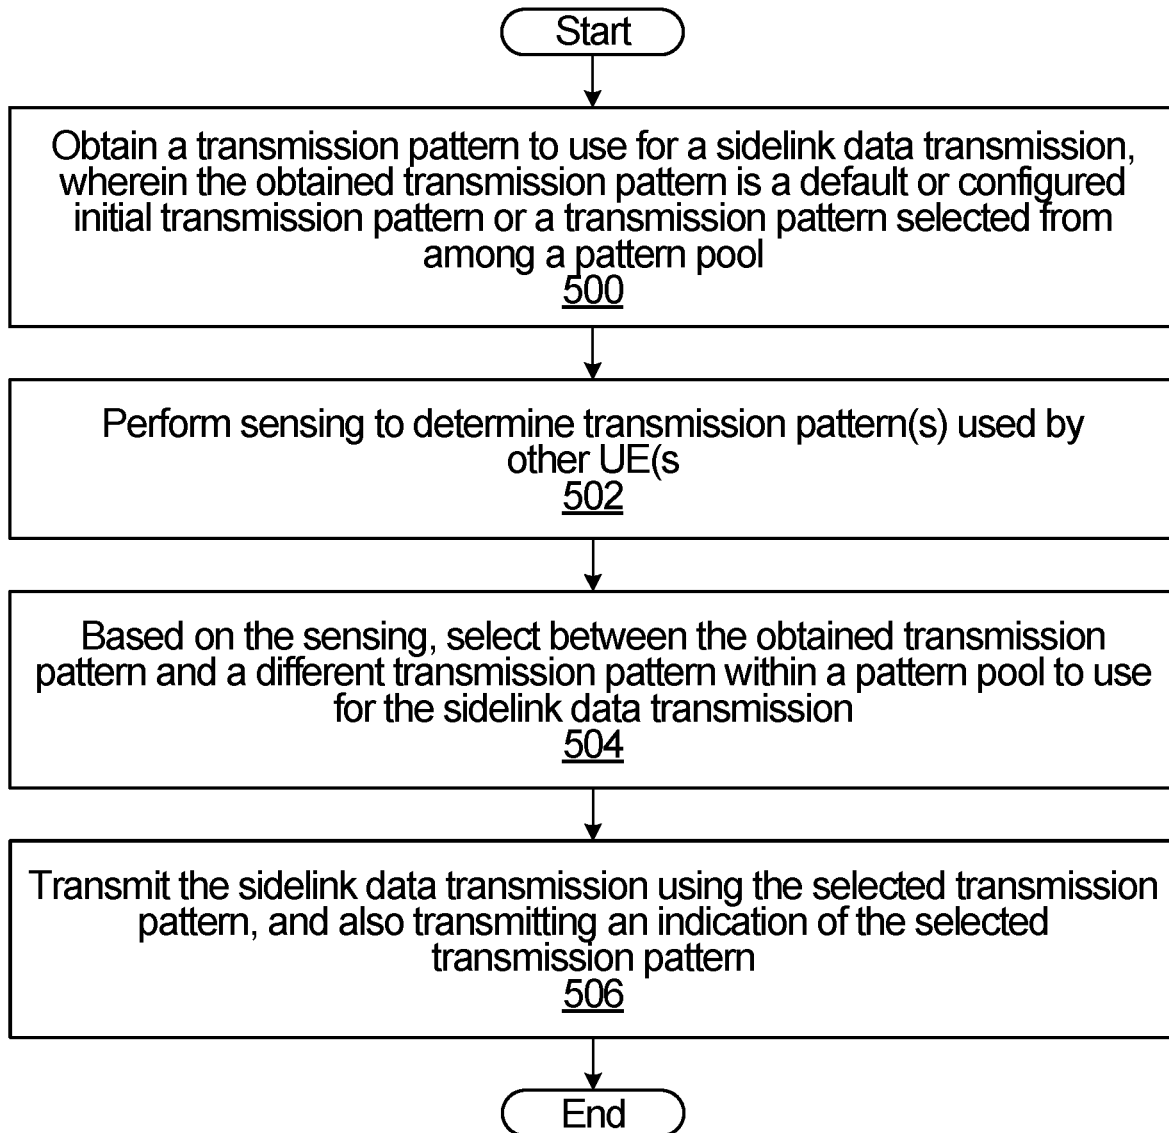 Start
Obtain a transmission pattern to use for a sidelink data transmission,
wherein the obtained transmission pattern is a default or configured
initial transmission pattern or a transmission pattern selected from
among a pattern pool
500
Perform sensing to determine transmission pattern(s) used by
other UE(s
502
Based on the sensing, select between the obtained transmission
pattern and a different transmission pattern within a pattern pool to use
for the sidelink data transmission
504
Transmit the sidelink data transmission using the selected transmission
pattern, and also transmitting an indication of the selected
transmission pattern
506
End